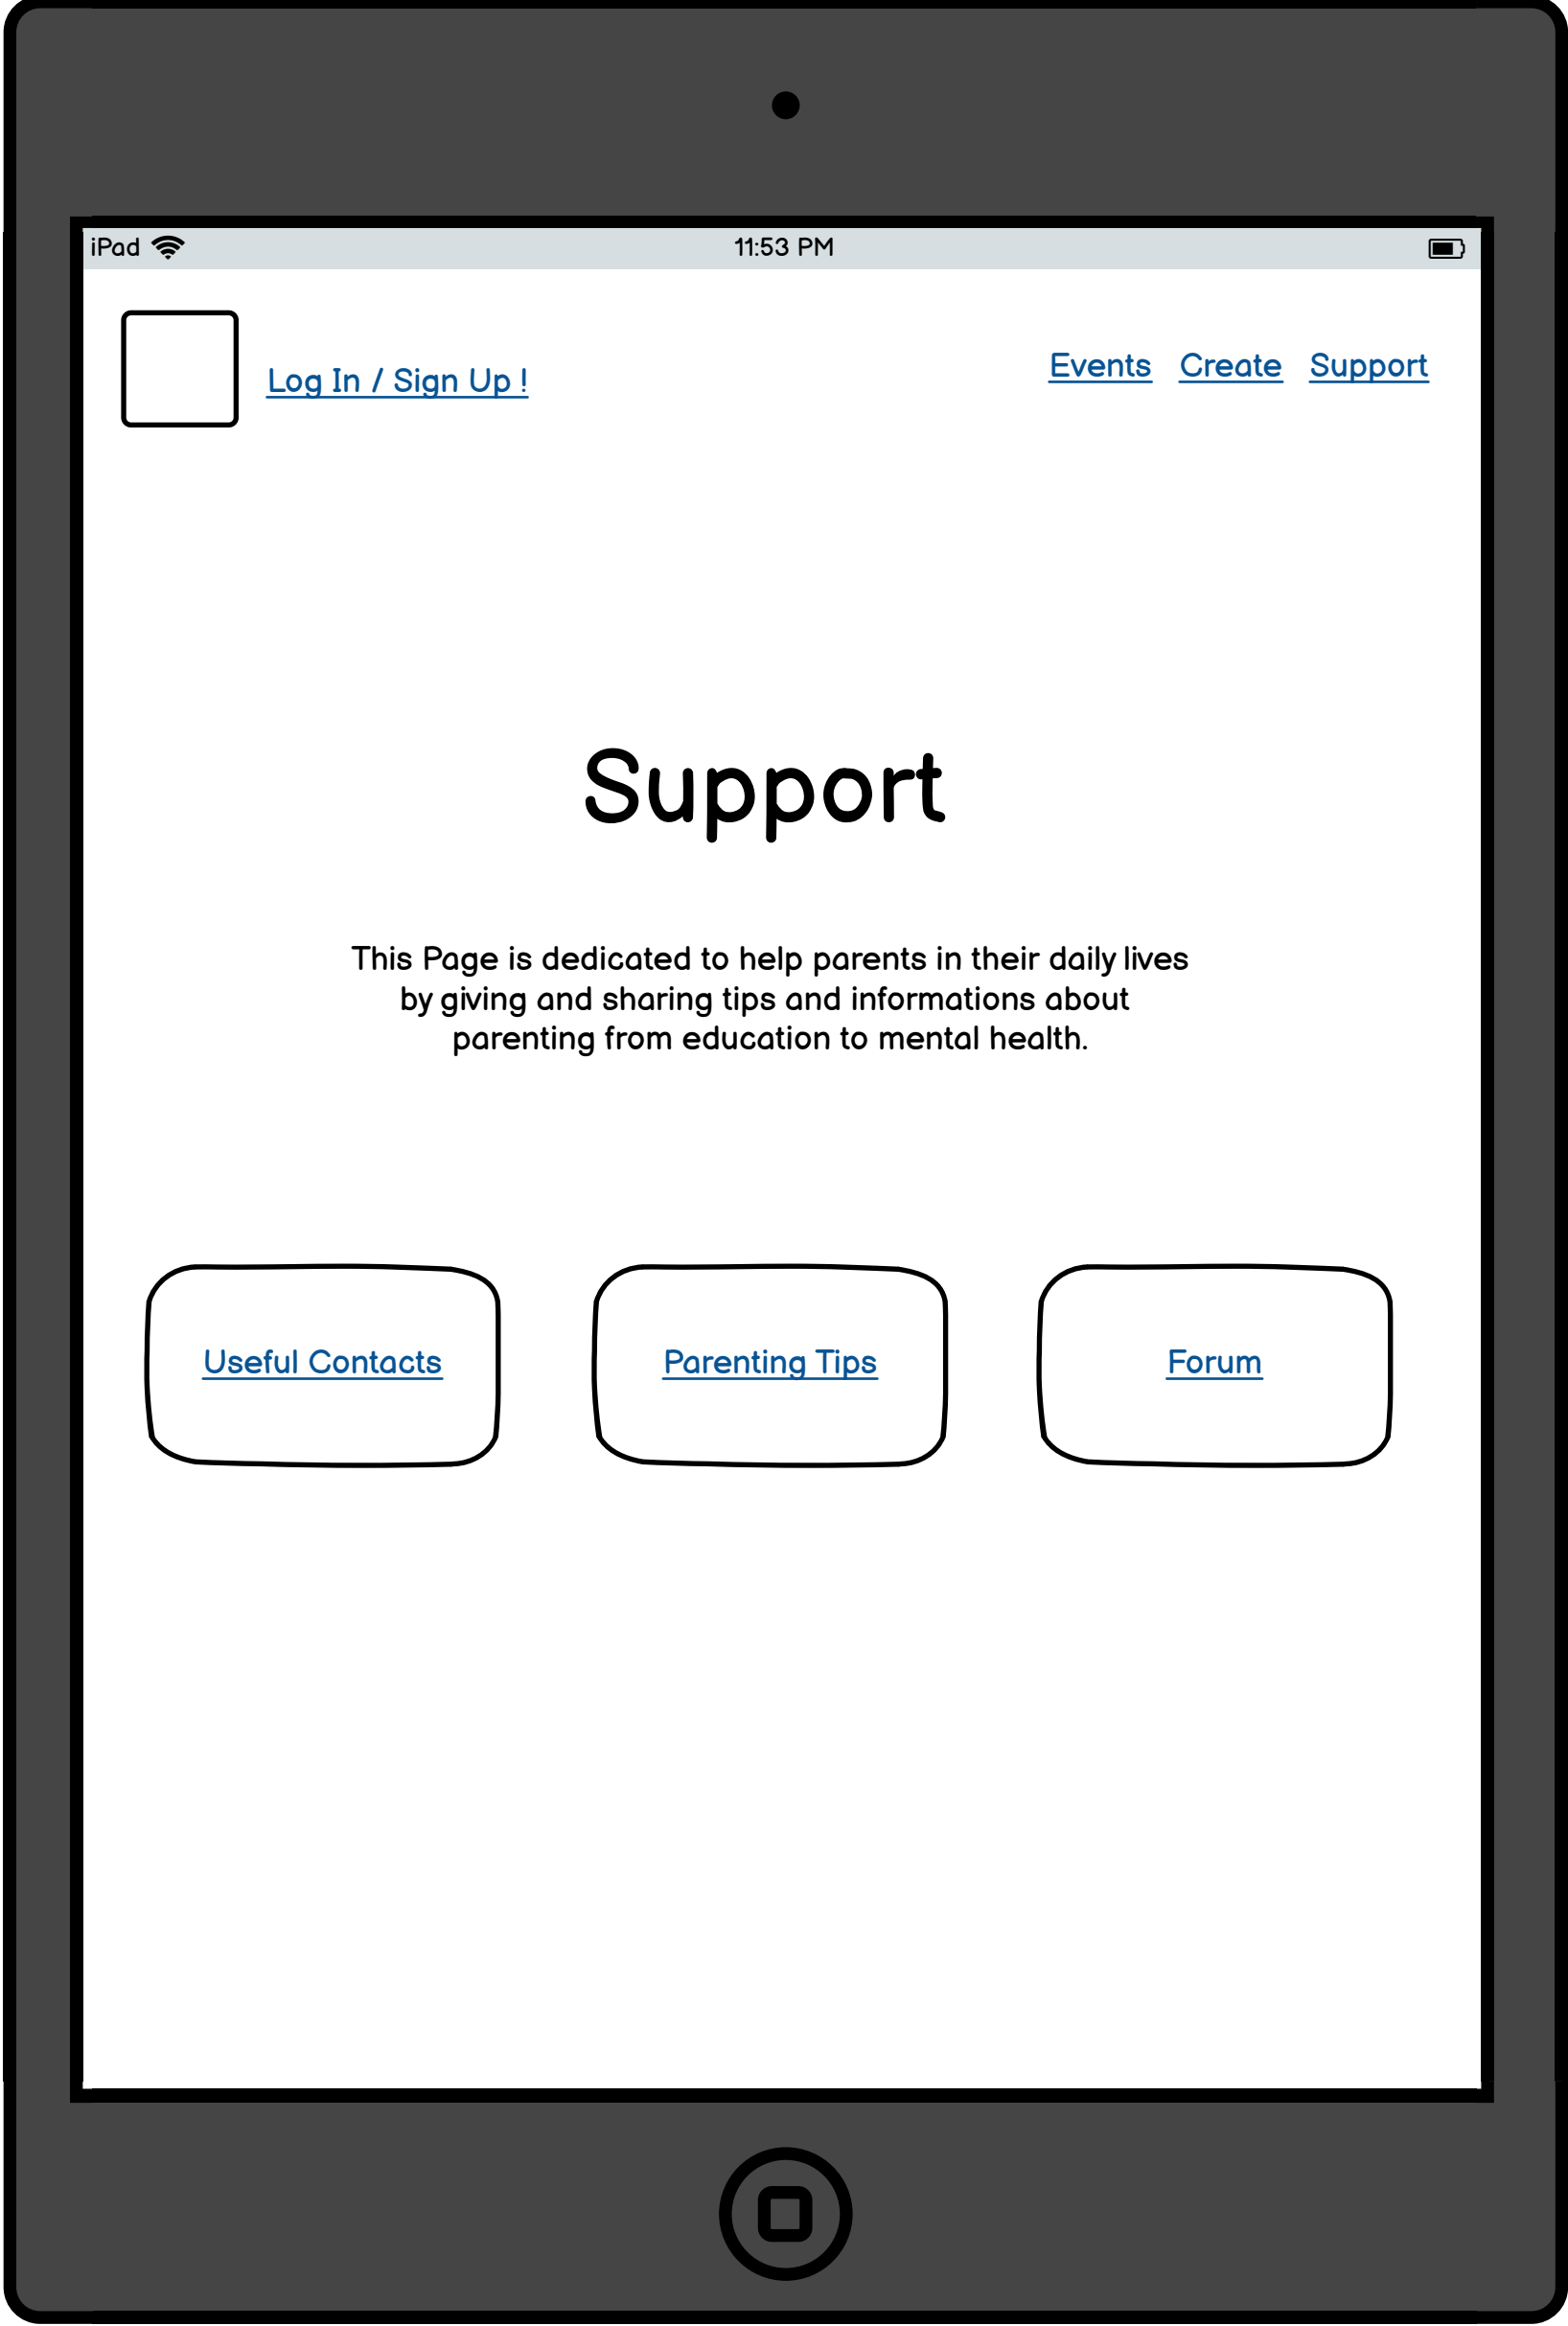 iPad 11:53 PM
Log In / Sign Up ! Events Create Support
Support
This Page is dedicated to help parents in their daily lives
by giving and sharing tips and informations about
parenting from education to mental health.
Useful Contacts Parenting Tips Forum